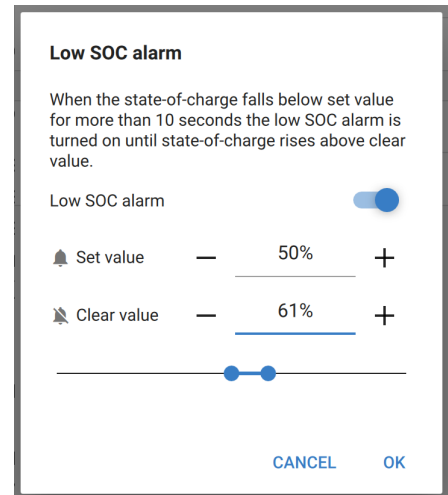 Low SOC alarm
When the state-of-charge falls below set value
for more than 10 seconds the low SOC alarm is
turned on until state-of-charge rises above clear
value.
Low SOC alarm
Set value — 50% +
Clear value — 61% +
CANCEL OK